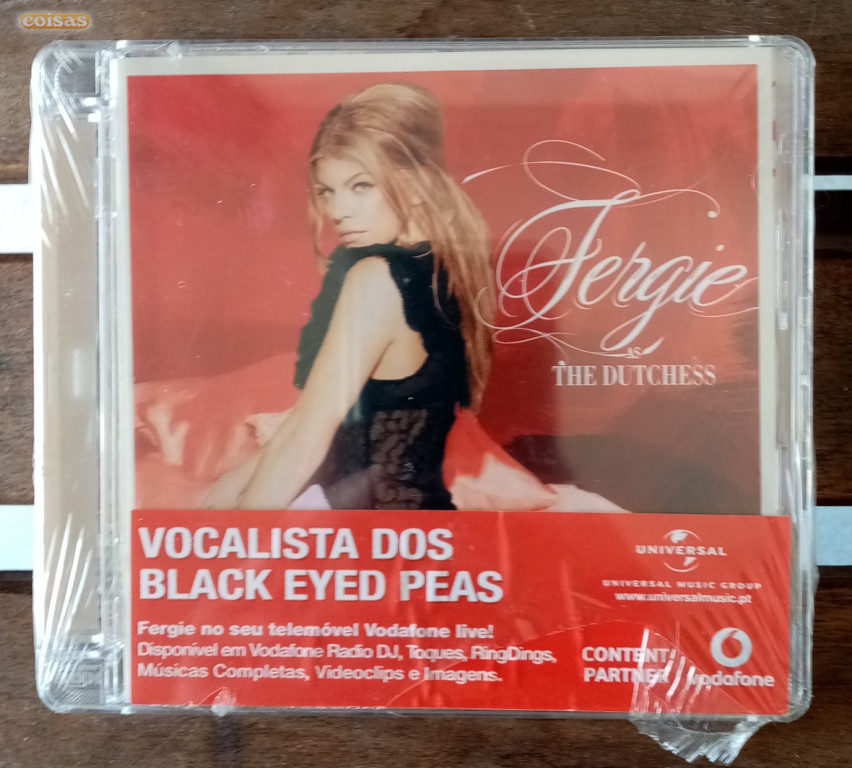 coisas
Fergie
AS
THE DUTCHESS
VOCALISTA DOS
BLACK EYED PEAS
Fergie no seu telemóvel Vodafone live!
Disponível em Vodafone Radio DJ, Toques, RingDings,
Músicas Completas, Videoclips e Imagens.
UNIVERSAL
UNIVERSAL MUSIC GROUP
www.universalmusic.pt
CONTENT
PARTNER
vodafone